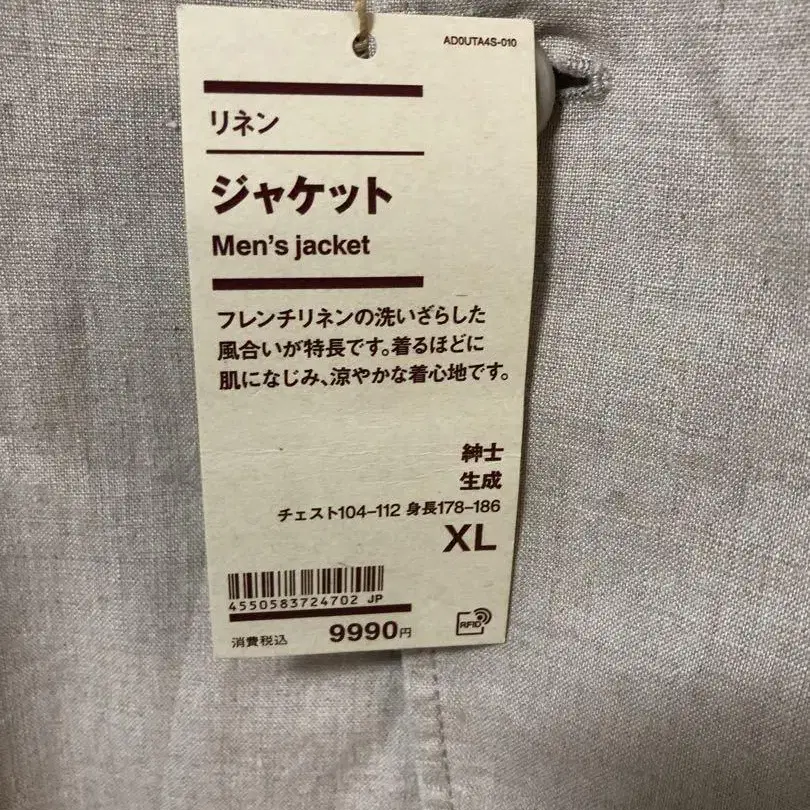 AD0UTA4S-010
リネン
ジャケット
Men's jacket
フレンチリネンの洗いざらした
風合いが特長です。着るほどに
肌になじみ、涼やかな着心地です。
紳士
生成
チェスト104-112 身長178-186
XL
4550583724702 JP
消費税込 9990円
RFID